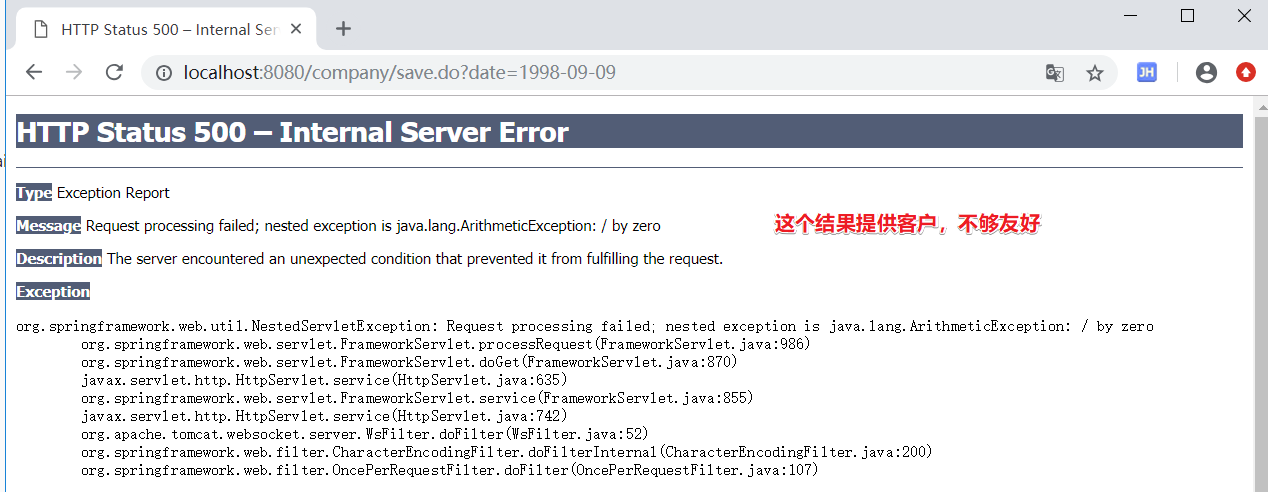 HTTP Status 500 – Internal Ser
localhost:8080/company/save.do?date=1998-09-09
JH
HTTP Status 500 – Internal Server Error
Type Exception Report
Message Request processing failed; nested exception is java.lang.ArithmeticException: / by zero
这个结果提供客户，不够友好
Description The server encountered an unexpected condition that prevented it from fulfilling the request.
Exception
org.springframework.web.util.NestedServletException: Request processing failed; nested exception is java.lang.ArithmeticException: / by zero
org.springframework.web.servlet.FrameworkServlet.processRequest(FrameworkServlet.java:986)
org.springframework.web.servlet.FrameworkServlet.doGet(FrameworkServlet.java:870)
javax.servlet.http.HttpServlet.service(HttpServlet.java:635)
org.springframework.web.servlet.FrameworkServlet.service(FrameworkServlet.java:855)
javax.servlet.http.HttpServlet.service(HttpServlet.java:742)
org.apache.tomcat.websocket.server.WsFilter.doFilter(WsFilter.java:52)
org.springframework.web.filter.CharacterEncodingFilter.doFilterInternal(CharacterEncodingFilter.java:200)
org.springframework.web.filter.OncePerRequestFilter.doFilter(OncePerRequestFilter.java:107)